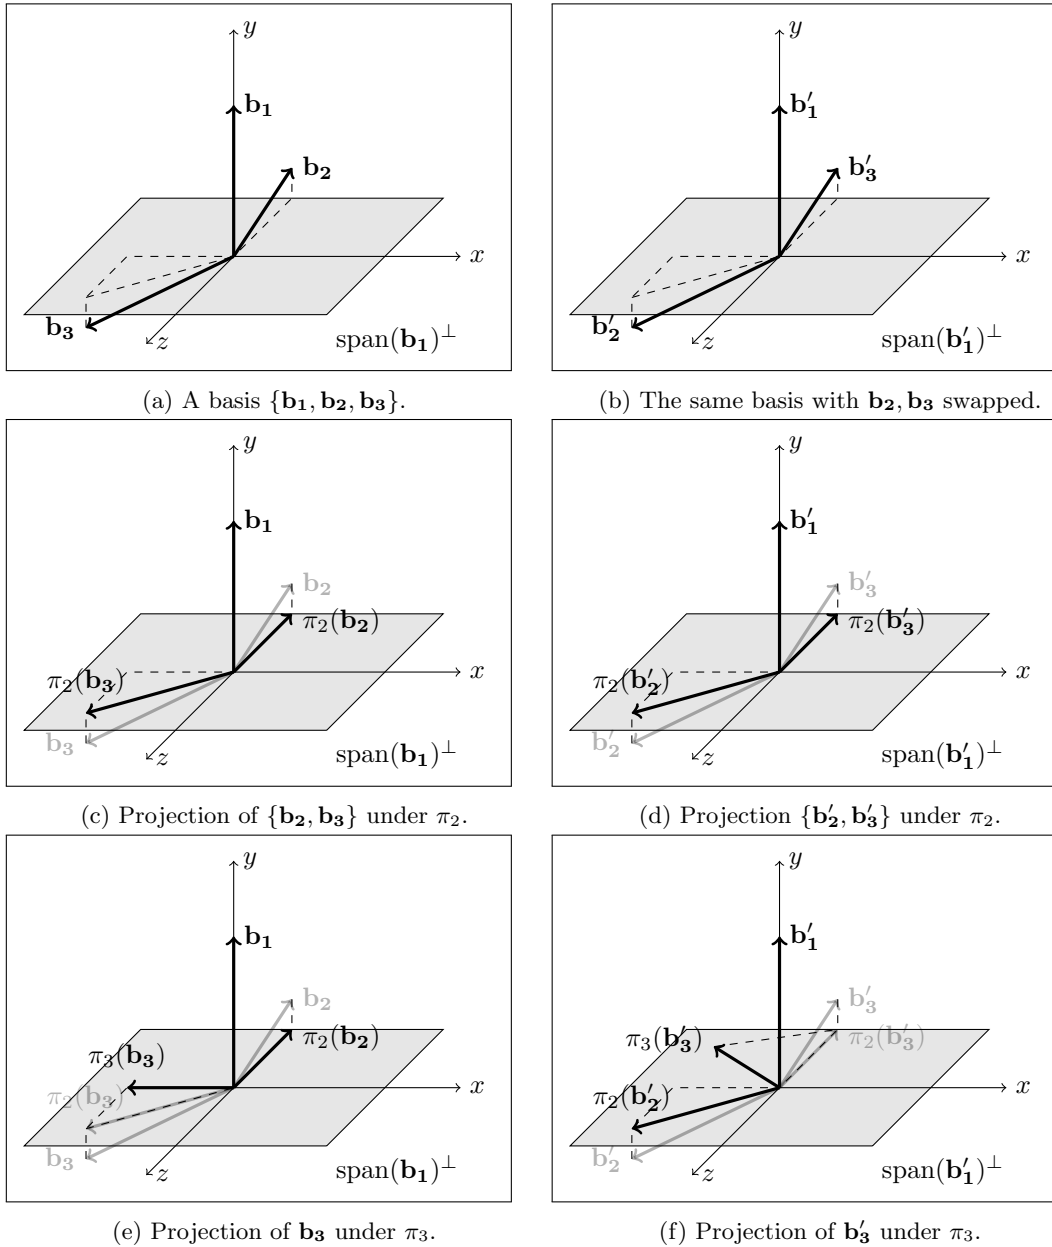 y
y
b₁
b′₁
b₂
b′₃
x
x
b₃
b′₂
z
z
span(b₁)⊥
span(b′₁)⊥
(a) A basis {b₁, b₂, b₃}.
(b) The same basis with b₂, b₃ swapped.
y
y
b₁
b′₁
b₂
b′₃
π₂(b₂)
π₂(b′₃)
x
x
π₂(b₃)
π₂(b′₂)
b₃
b′₂
z
z
span(b₁)⊥
span(b′₁)⊥
(c) Projection of {b₂, b₃} under π₂.
(d) Projection {b′₂, b′₃} under π₂.
y
y
b₁
b′₁
b₂
b′₃
π₂(b₂)
π₂(b′₃)
π₃(b₃)
π₃(b′₃)
x
x
π₂(b₃)
π₂(b′₂)
b₃
b′₂
z
z
span(b₁)⊥
span(b′₁)⊥
(e) Projection of b₃ under π₃.
(f) Projection of b′₃ under π₃.